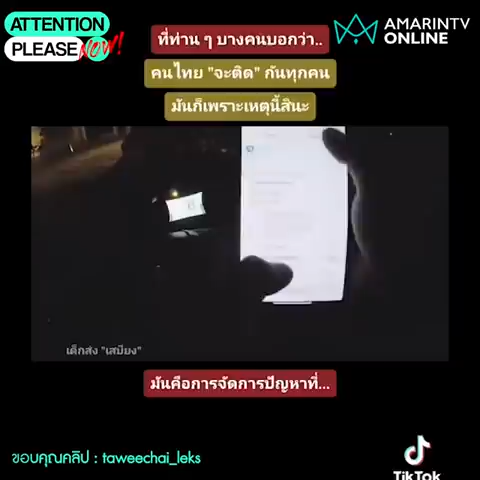 ATTENTION
PLEASE NOW!
AMARINTV
ONLINE
ที่ท่าน ๆ บางคนบอกว่า..
คนไทย "จะติด" กันทุกคน
มันก็เพราะเหตุนี้สินะ
เด็กส่ง "เสบียง"
มันคือการจัดการปัญหาที่...
ขอบคุณคลิป : taweechai_leks
TikTok